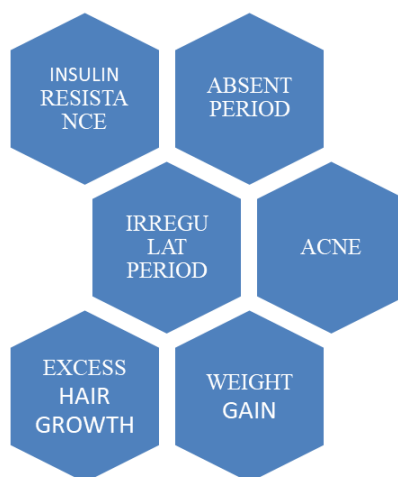 INSULIN
RESISTA
NCE
ABSENT
PERIOD
IRREGU
LAT
PERIOD
ACNE
EXCESS
HAIR
GROWTH
WEIGHT
GAIN